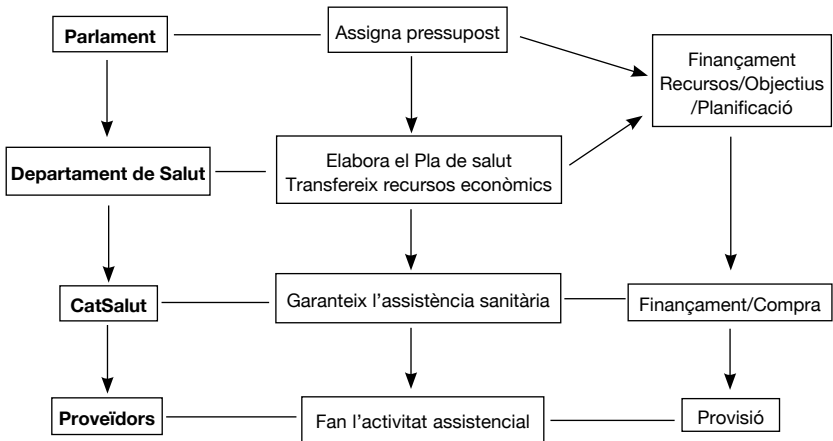 Parlament
Assigna pressupost
Finançament
Recursos/Objectius
/Planificació
Departament de Salut
Elabora el Pla de salut
Transfereix recursos econòmics
CatSalut
Garanteix l’assistència sanitària
Finançament/Compra
Proveïdors
Fan l’activitat assistencial
Provisió